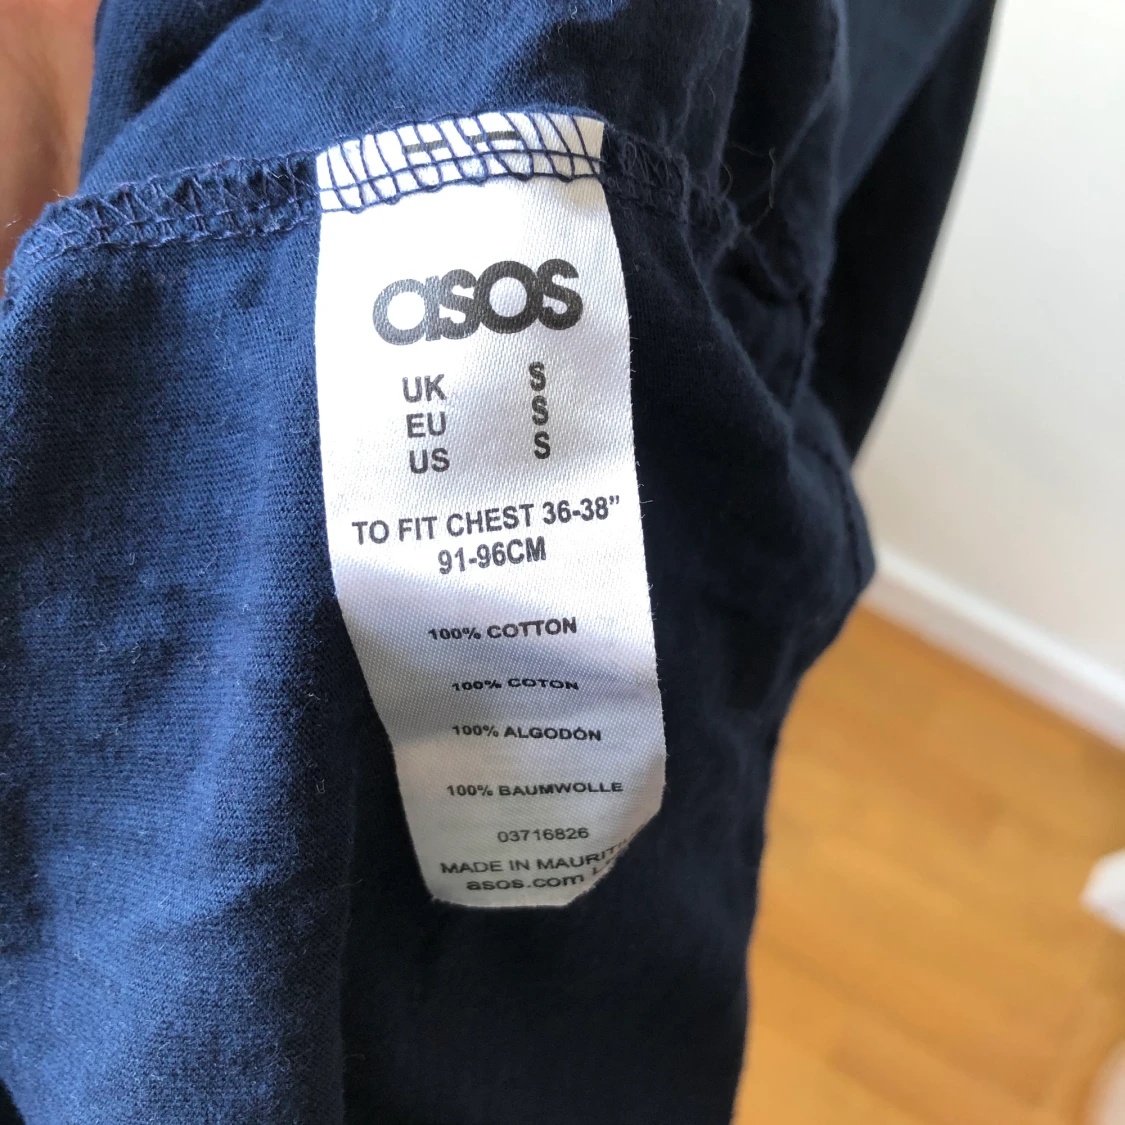 asos
UK S
EU S
US S
TO FIT CHEST 36-38”
91-96CM
100% COTTON
100% COTON
100% ALGODÓN
100% BAUMWOLLE
03716826
MADE IN
asos.com